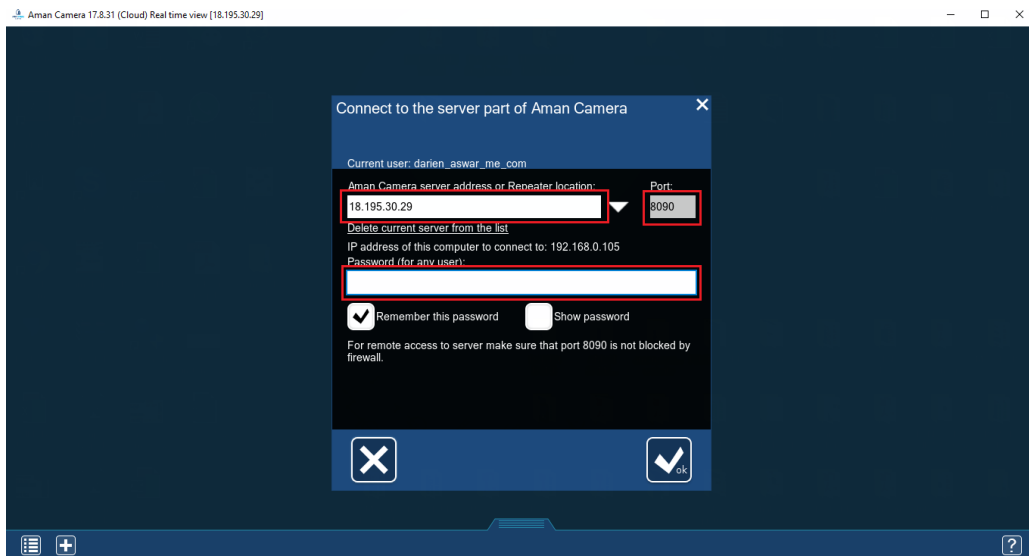 Aman Camera 17.8.31 (Cloud) Real time view [18.195.30.29]
Connect to the server part of Aman Camera
Current user: darien_aswar_me_com
Aman Camera server address or Repeater location: Port:
18.195.30.29 8090
Delete current server from the list
IP address of this computer to connect to: 192.168.0.105
Password (for any user):
Remember this password Show password
For remote access to server make sure that port 8090 is not blocked by
firewall.
ok
?